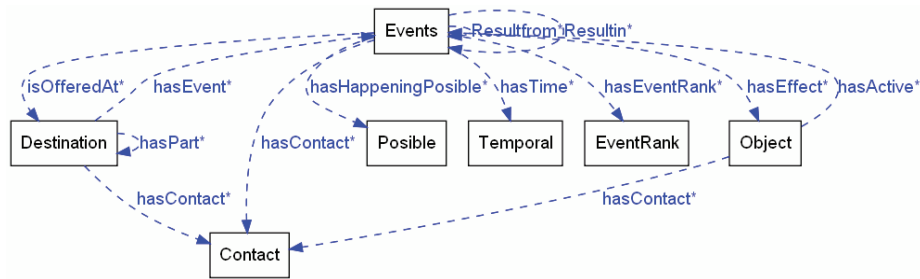 Events
Resultfrom* Resultin*
isOfferedAt* hasEvent* hasHappeningPosible* hasTime* hasEventRank* hasEffect* hasActive*
Destination hasPart* hasContact* Posible Temporal EventRank Object
hasContact* hasContact*
Contact